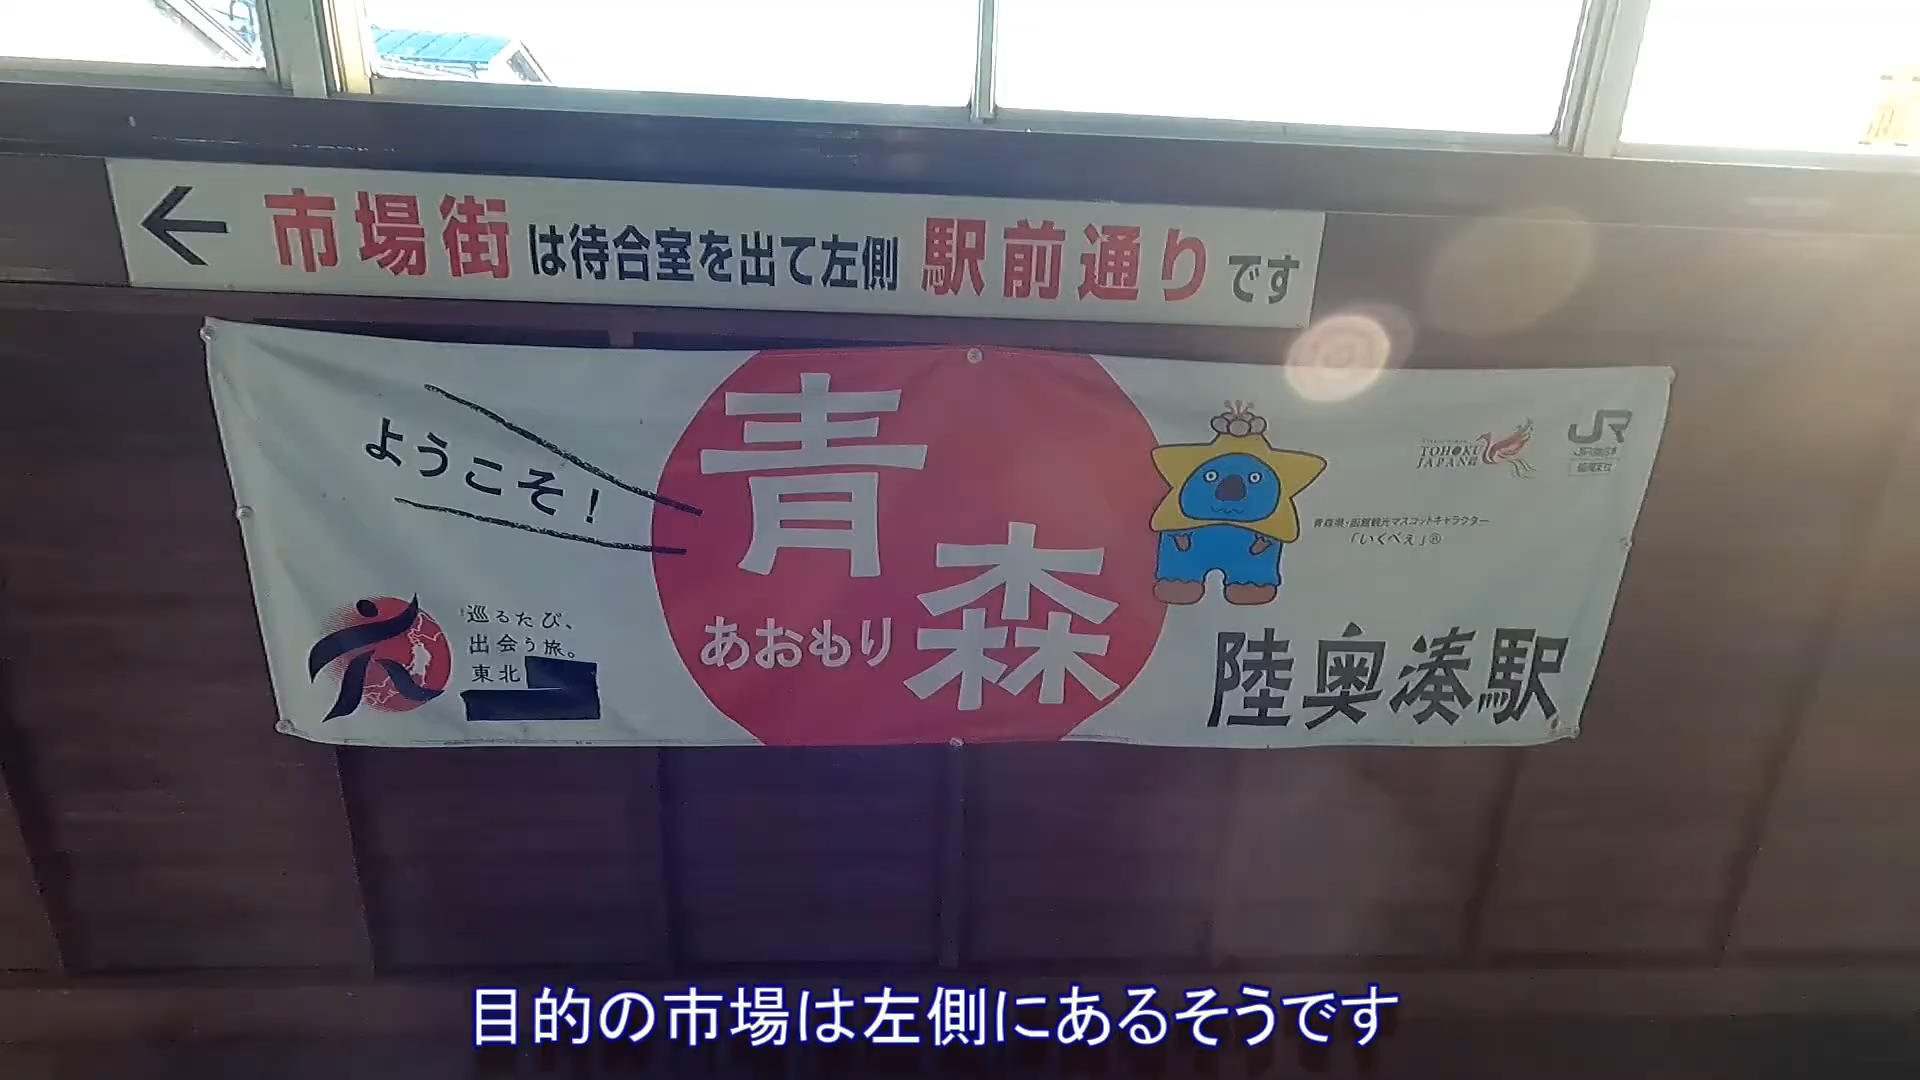 ← 市場街は待合室を出て左側 駅前通りです
ようこそ!
青森
あおもり
TOHOKU
JAPAN
JR
JR東日本
青森県・函館観光マスコットキャラクター
「いくべぇ」®
巡るたび、
出会う旅。
東北
陸奥湊駅
目的の市場は左側にあるそうです